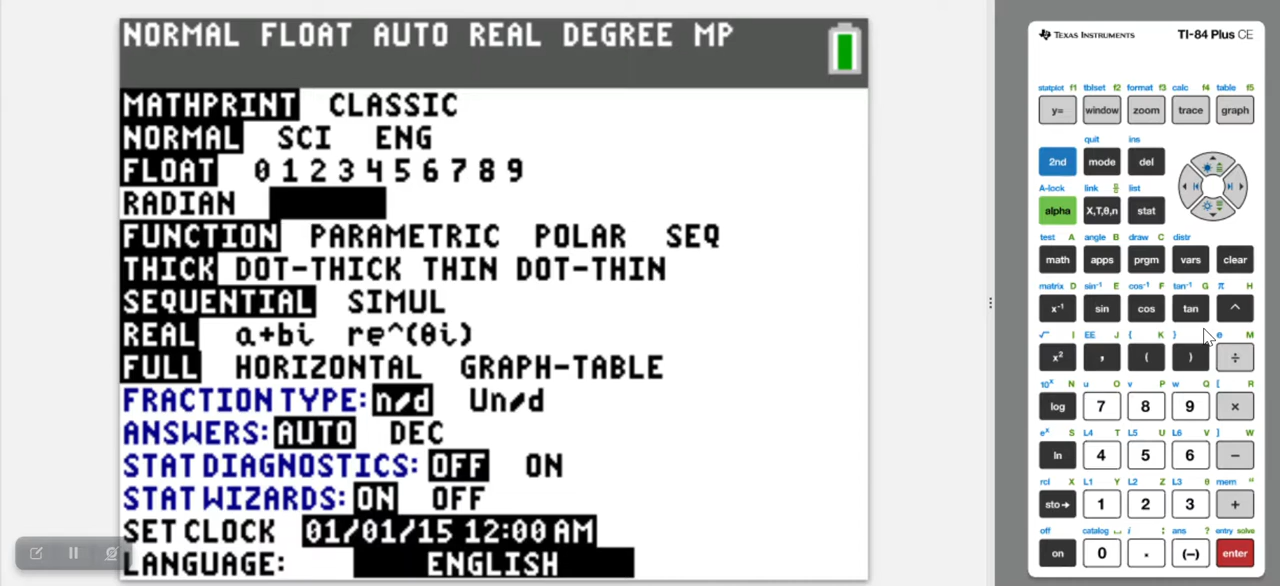 NORMAL FLOAT AUTO REAL DEGREE MP
MATHPRINT CLASSIC
NORMAL SCI ENG
FLOAT 0 1 2 3 4 5 6 7 8 9
RADIAN
FUNCTION PARAMETRIC POLAR SEQ
THICK DOT-THICK THIN DOT-THIN
SEQUENTIAL SIMUL
REAL a+bi re^(θi)
FULL HORIZONTAL GRAPH-TABLE
FRACTION TYPE: n/d Un/d
ANSWERS: AUTO DEC
STAT DIAGNOSTICS: OFF ON
STAT WIZARDS: ON OFF
SET CLOCK 01/01/15 12:00 AM
LANGUAGE: ENGLISH
TEXAS INSTRUMENTS TI-84 Plus CE
statplot f1 tblset f2 format f3 calc f4 table f5
y= window zoom trace graph
quit ins
2nd mode del
A-lock link list
alpha X,T,θ,n stat
test A angle B draw C distr
math apps prgm vars clear
matrix D sin⁻¹ E cos⁻¹ F tan⁻¹ G π H
x⁻¹ sin cos tan ^
√ I EE J { K } e M
x² , ( ) ÷
10ˣ N u O v P w Q [ R
log 7 8 9 ×
eˣ S L4 T L5 U L6 V ] W
ln 4 5 6 −
rcl X L1 Y L2 Z L3 θ mem "
sto→ 1 2 3 +
off catalog i : ans ? entry solve
on 0 . (−) enter